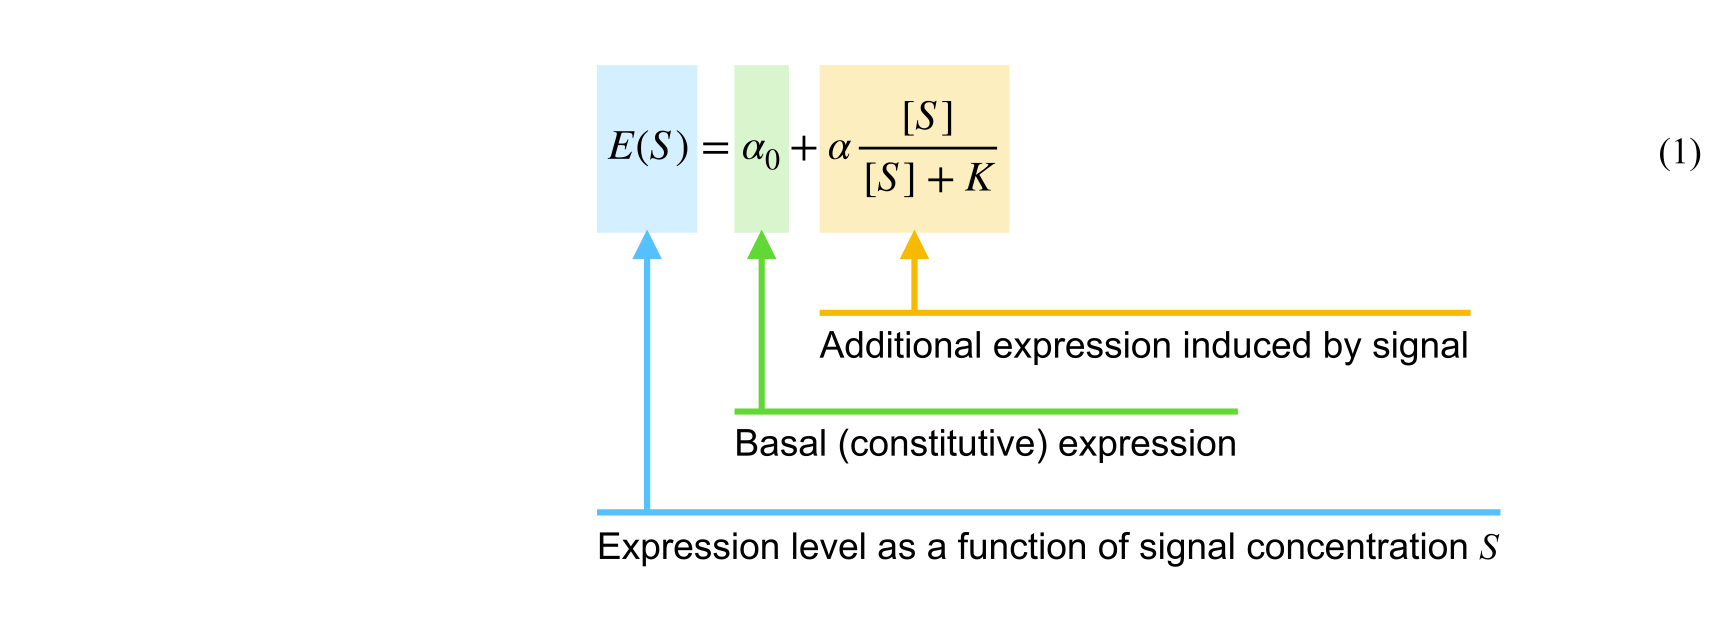 E(S) = α₀ + α [S] / ([S] + K) (1)
Additional expression induced by signal
Basal (constitutive) expression
Expression level as a function of signal concentration S